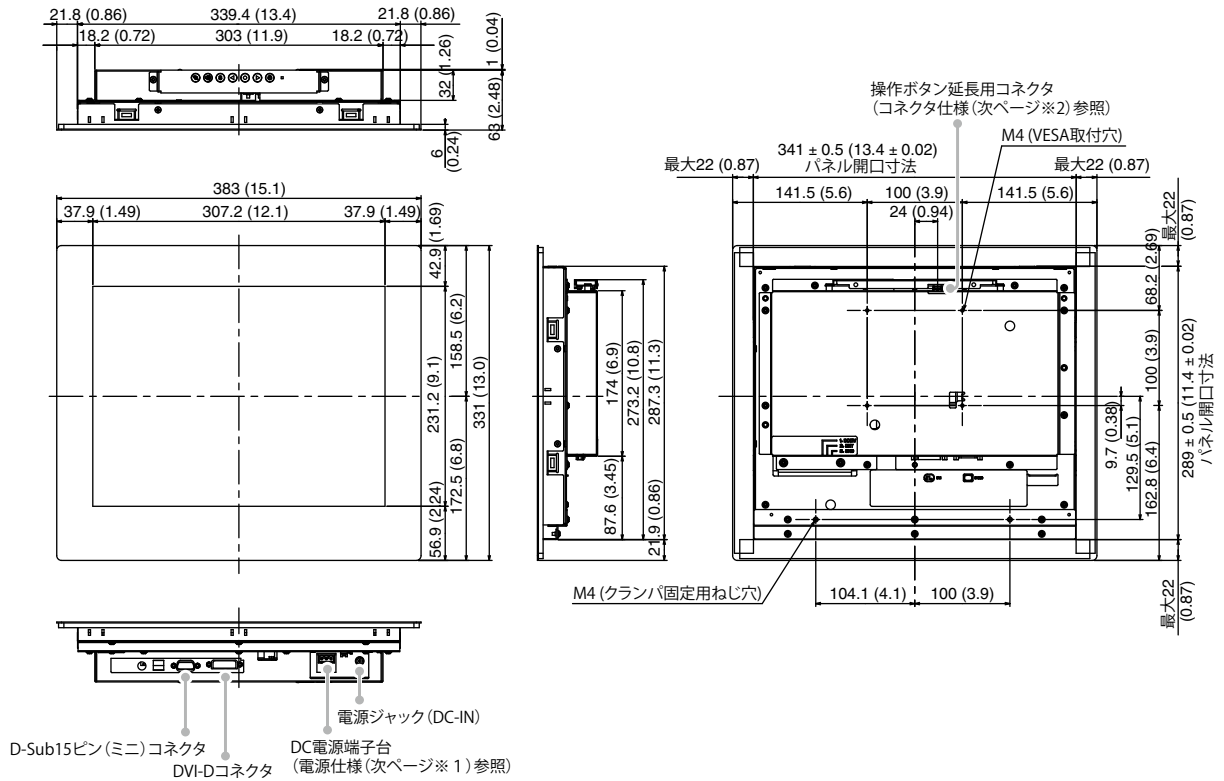 21.8 (0.86) 339.4 (13.4) 21.8 (0.86)
18.2 (0.72) 303 (11.9) 18.2 (0.72)
1 (0.04)
32 (1.26)
63 (2.48)
6
(0.24)
383 (15.1)
37.9 (1.49) 307.2 (12.1) 37.9 (1.49)
42.9 (1.69)
231.2 (9.1)
56.9 (2.24)
158.5 (6.2)
172.5 (6.8)
331 (13.0)
174 (6.9)
87.6 (3.45)
273.2 (10.8)
287.3 (11.3)
21.9 (0.86)
操作ボタン延長用コネクタ
(コネクタ仕様(次ページ※2)参照)
M4 (VESA取付穴)
341 ± 0.5 (13.4 ± 0.02)
最大22 (0.87) パネル開口寸法 最大22 (0.87)
141.5 (5.6) 100 (3.9) 141.5 (5.6)
24 (0.94)
最大22
(0.87)
68.2 (2.69)
100 (3.9)
9.7 (0.38)
129.5 (5.1)
162.8 (6.4)
289 ± 0.5 (11.4 ± 0.02)
パネル開口寸法
最大22
(0.87)
M4 (クランパ固定用ねじ穴)
104.1 (4.1) 100 (3.9)
電源ジャック(DC-IN)
D-Sub15ピン(ミニ)コネクタ
DC電源端子台
(電源仕様(次ページ※1)参照)
DVI-Dコネクタ